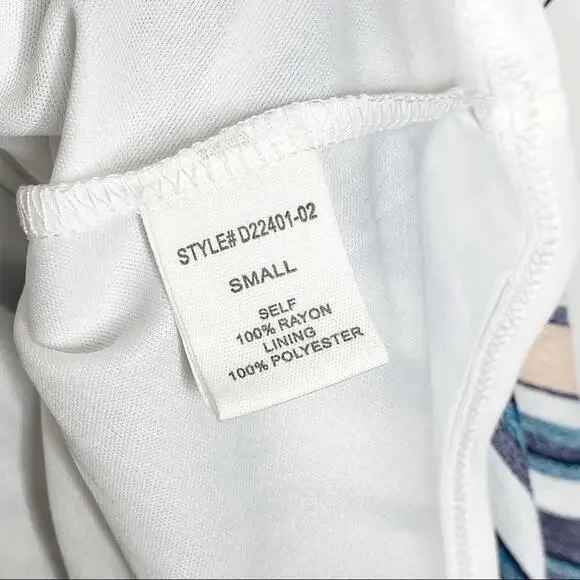 STYLE# D22401-02
SMALL
SELF
100% RAYON
LINING
100% POLYESTER